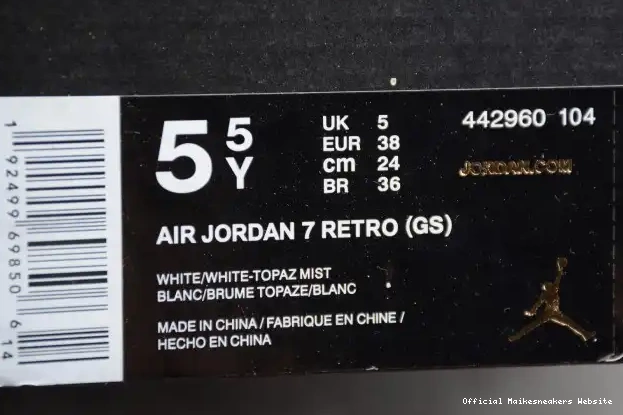 5 5 Y
UK 5
EUR 38
cm 24
BR 36
442960 104
JORDAN.COM
AIR JORDAN 7 RETRO (GS)
WHITE/WHITE-TOPAZ MIST
BLANC/BRUME TOPAZE/BLANC
MADE IN CHINA / FABRIQUE EN CHINE /
HECHO EN CHINA
1 92499 69850 6 14
Official Maikesneakers Website